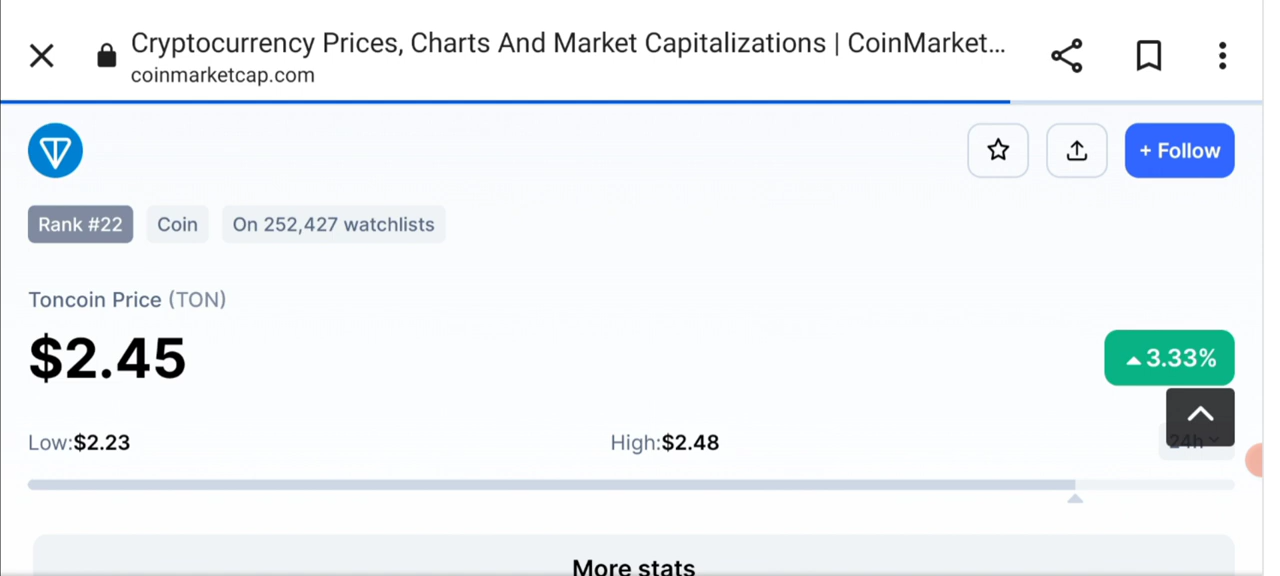 Cryptocurrency Prices, Charts And Market Capitalizations | CoinMarket...
coinmarketcap.com
+ Follow
Rank #22
Coin
On 252,427 watchlists
Toncoin Price (TON)
$2.45
3.33%
Low:$2.23
High:$2.48
24h
More stats